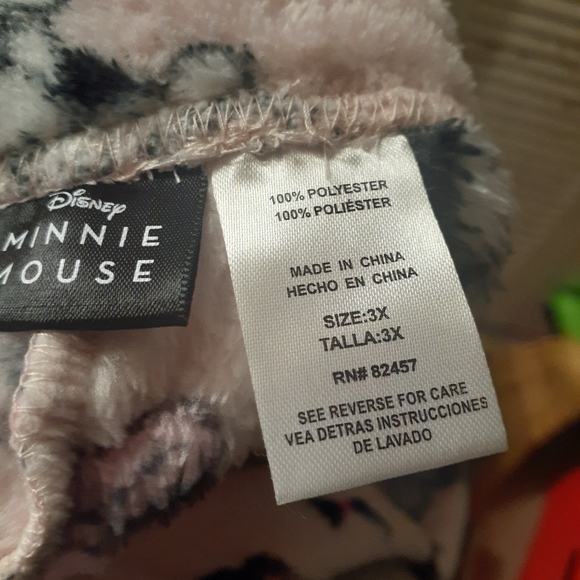 Disney
MINNIE
MOUSE
100% POLYESTER
100% POLIÉSTER
MADE IN CHINA
HECHO EN CHINA
SIZE:3X
TALLA:3X
RN# 82457
SEE REVERSE FOR CARE
VEA DETRAS INSTRUCCIONES
DE LAVADO